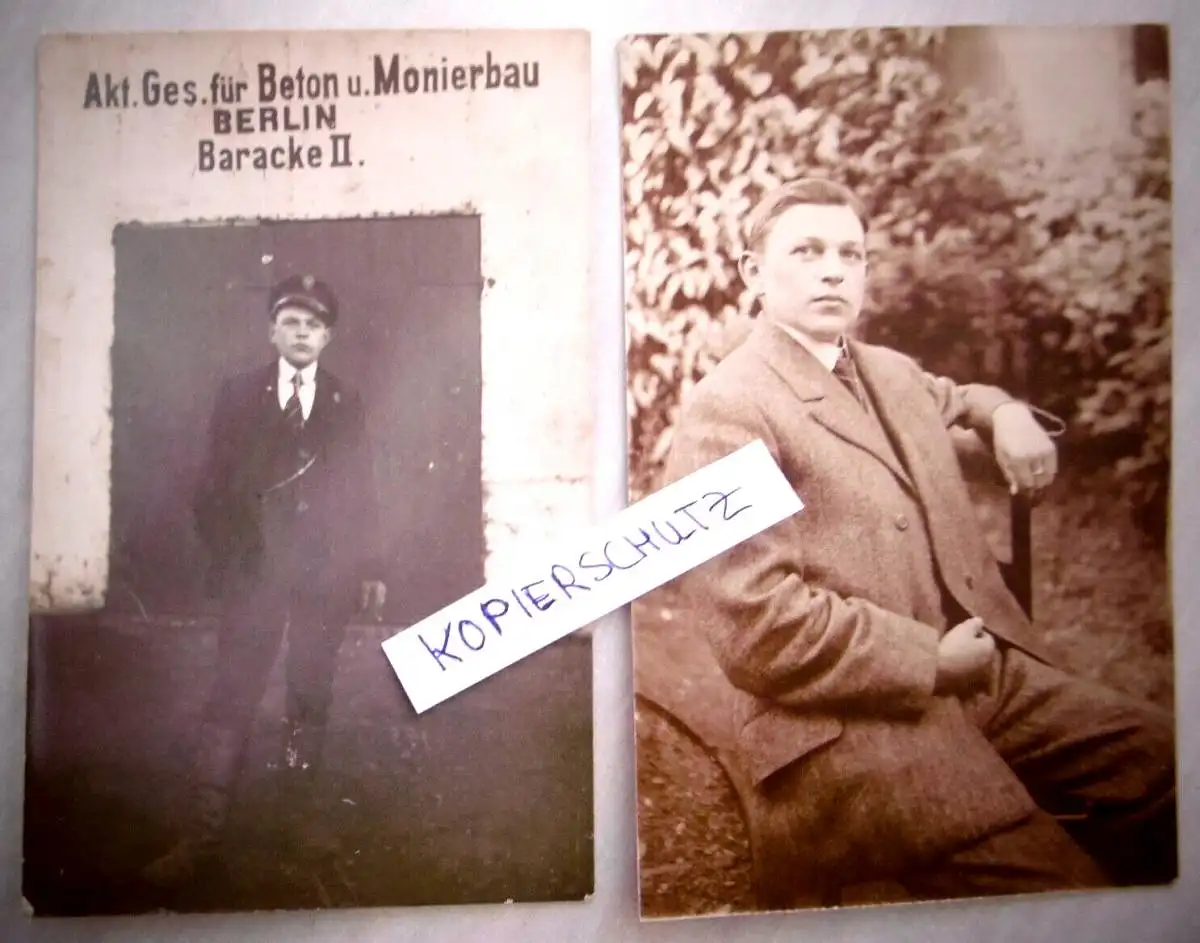 Akt. Ges. für Beton u. Monierbau
BERLIN
Baracke II.
KOPIERSCHUTZ